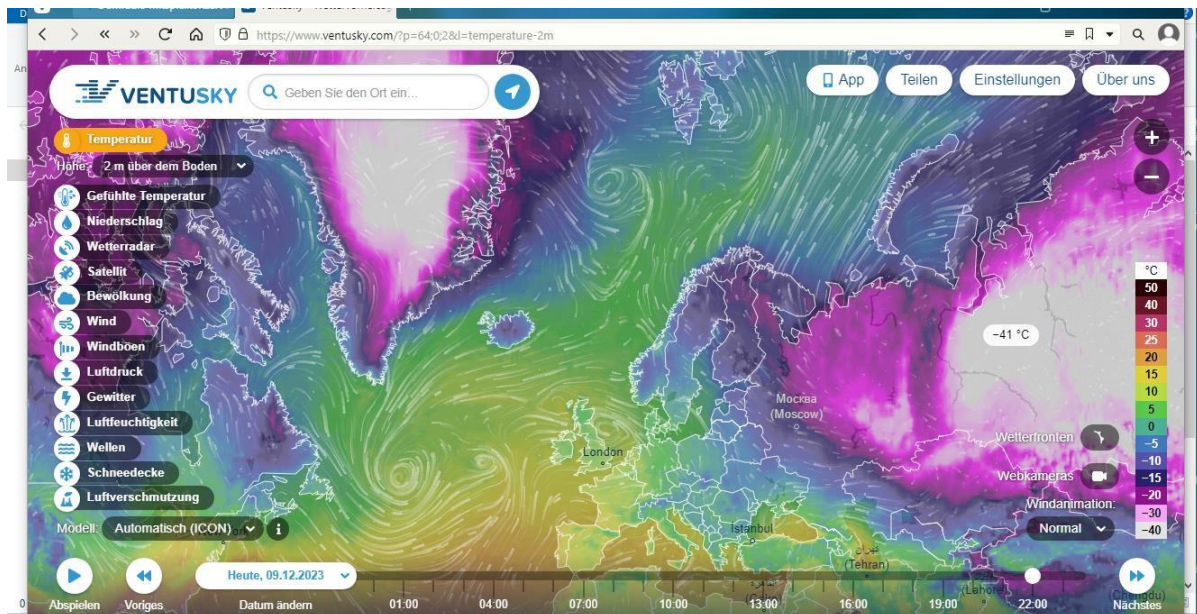 https://www.ventusky.com/?p=64;0;2&l=temperature-2m
An
VENTUSKY
Geben Sie den Ort ein...
App
Teilen
Einstellungen
Über uns
Temperatur
Höhe: 2 m über dem Boden
Gefühlte Temperatur
Niederschlag
Wetterradar
Satellit
Bewölkung
Wind
Windböen
Luftdruck
Gewitter
Luftfeuchtigkeit
Wellen
Schneedecke
Luftverschmutzung
Modell: Automatisch (ICON) i
−41 °C
Москва
(Moscow)
London
Istanbul
تهران
(Tehran)
(Lahore)
(Chengdu)
°C
50
40
30
25
20
15
10
5
0
−5
−10
−15
−20
−30
−40
Wetterfronten
Webkameras
Windanimation:
Normal
Heute, 09.12.2023
Abspielen
Voriges
Datum ändern
01:00
04:00
07:00
10:00
13:00
16:00
19:00
22:00
Nächstes